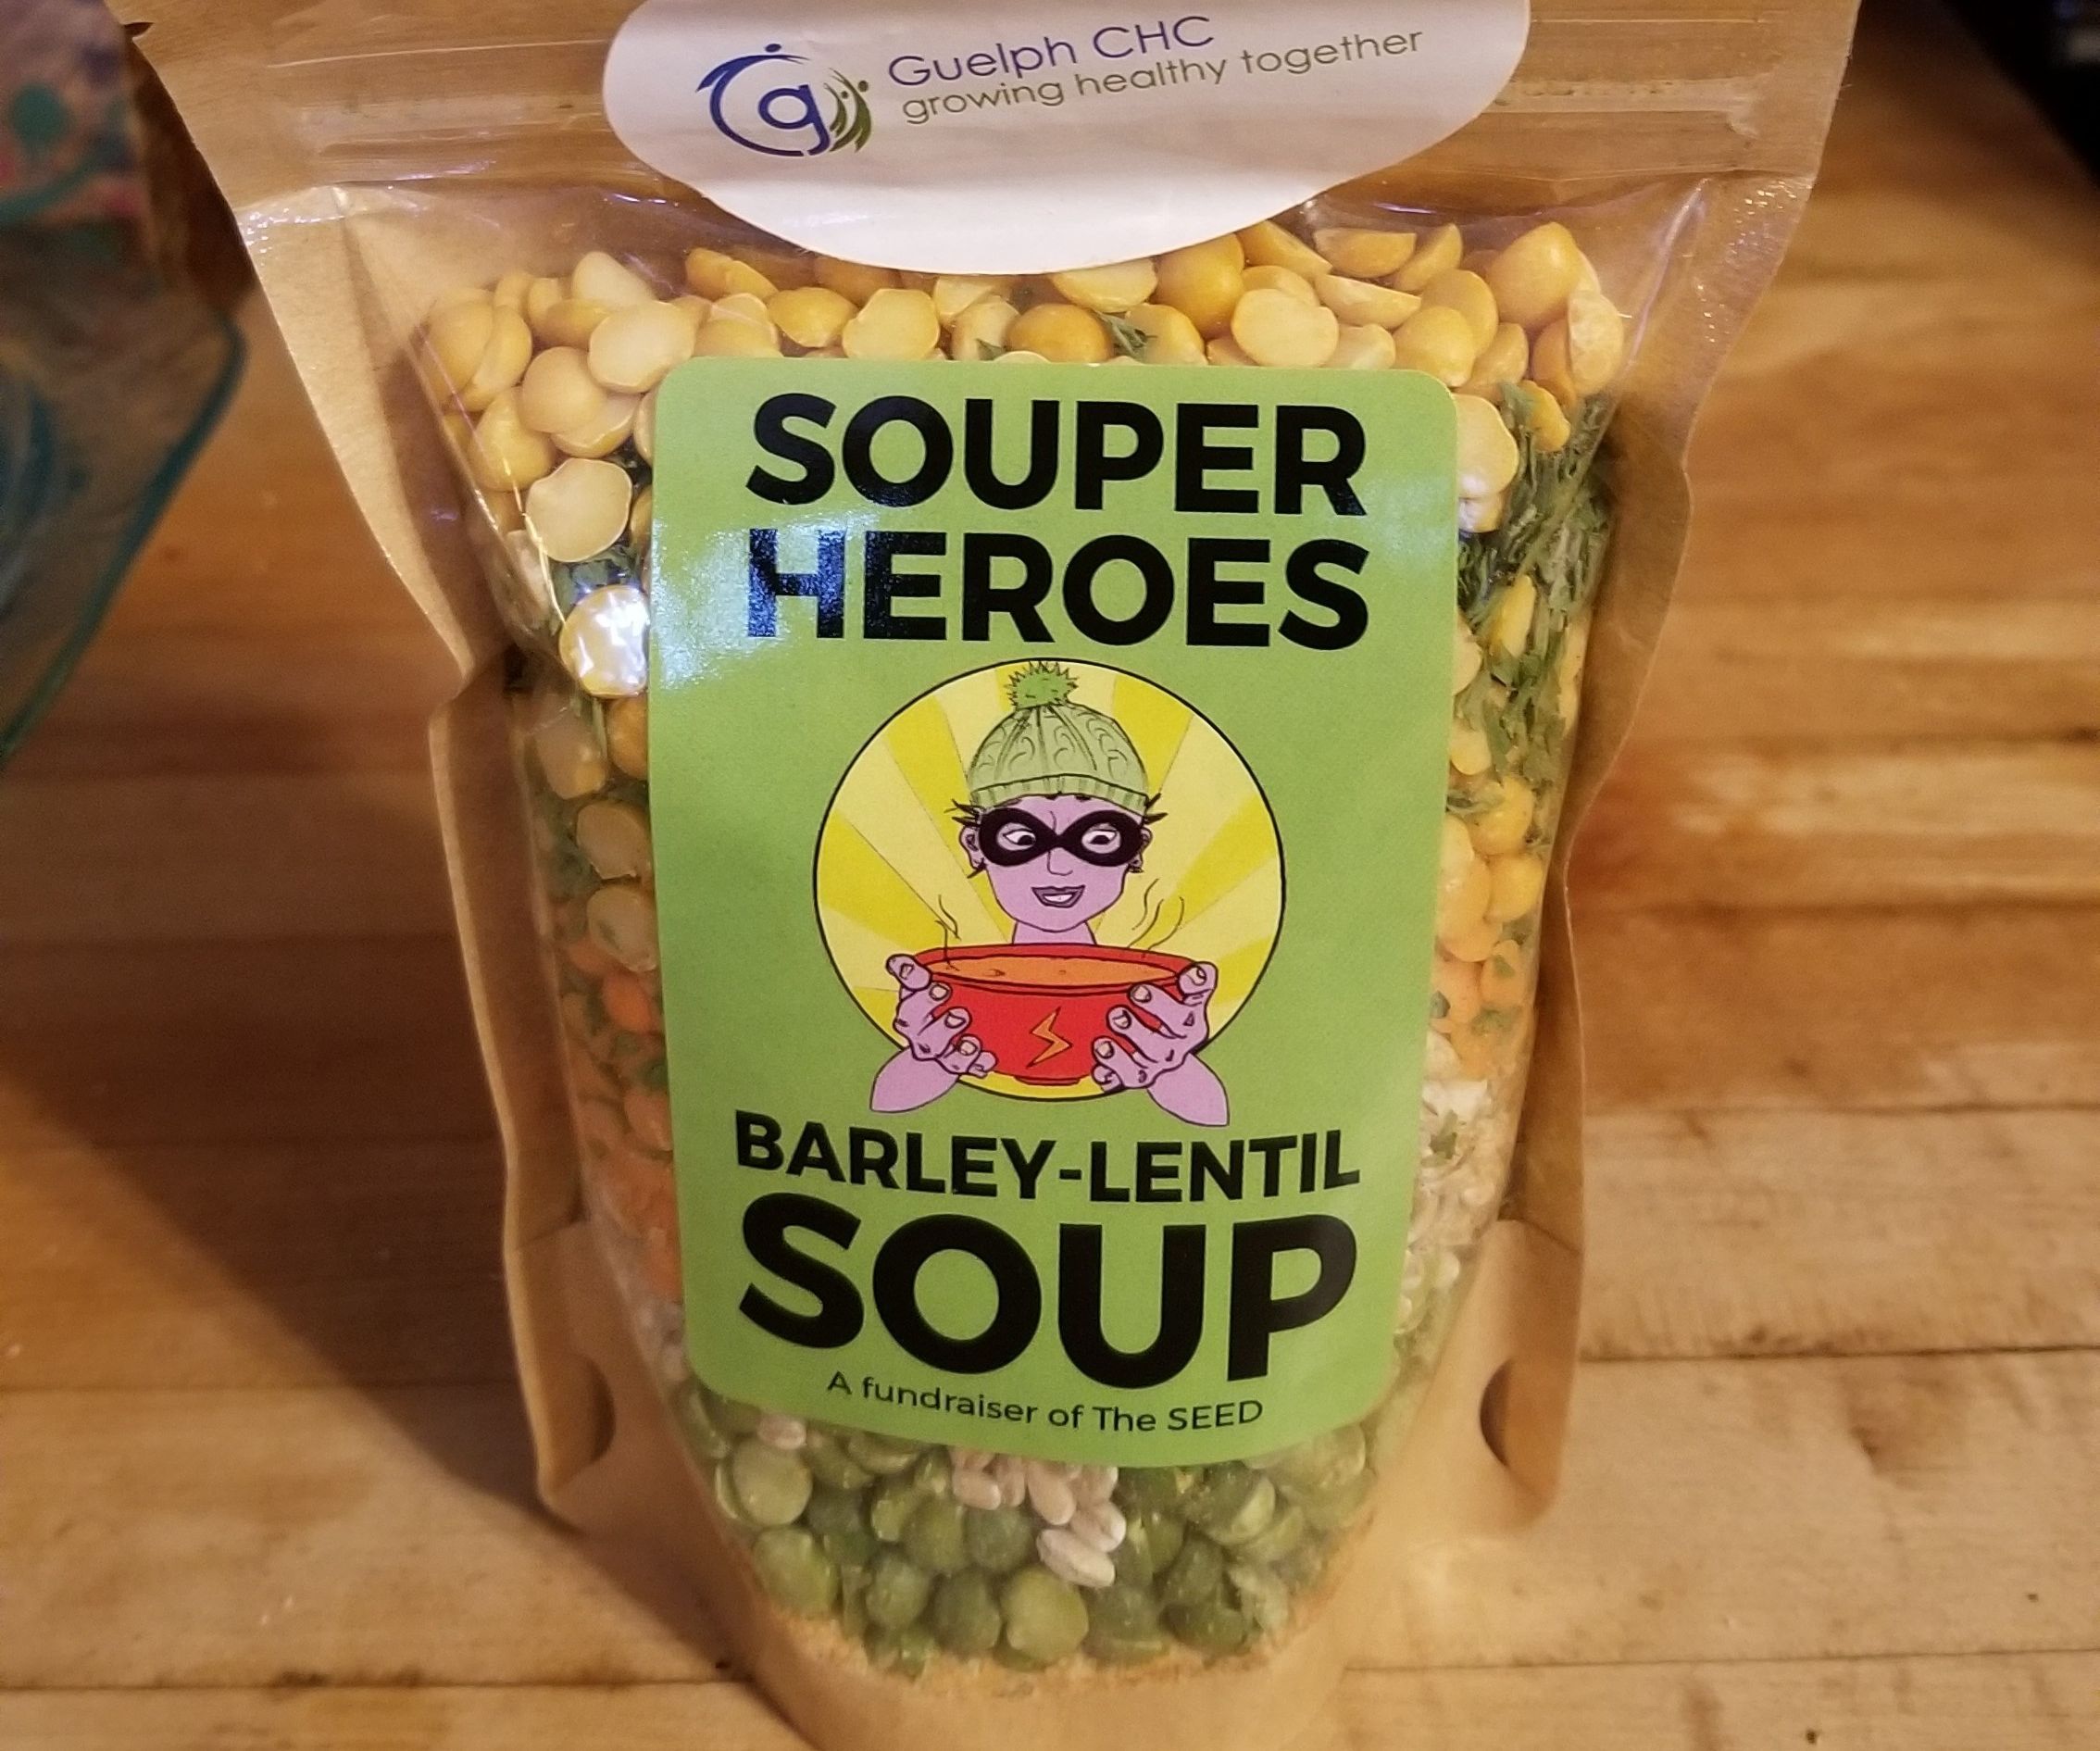 Guelph CHC
growing healthy together
SOUPER
HEROES
BARLEY-LENTIL
SOUP
A fundraiser of The SEED